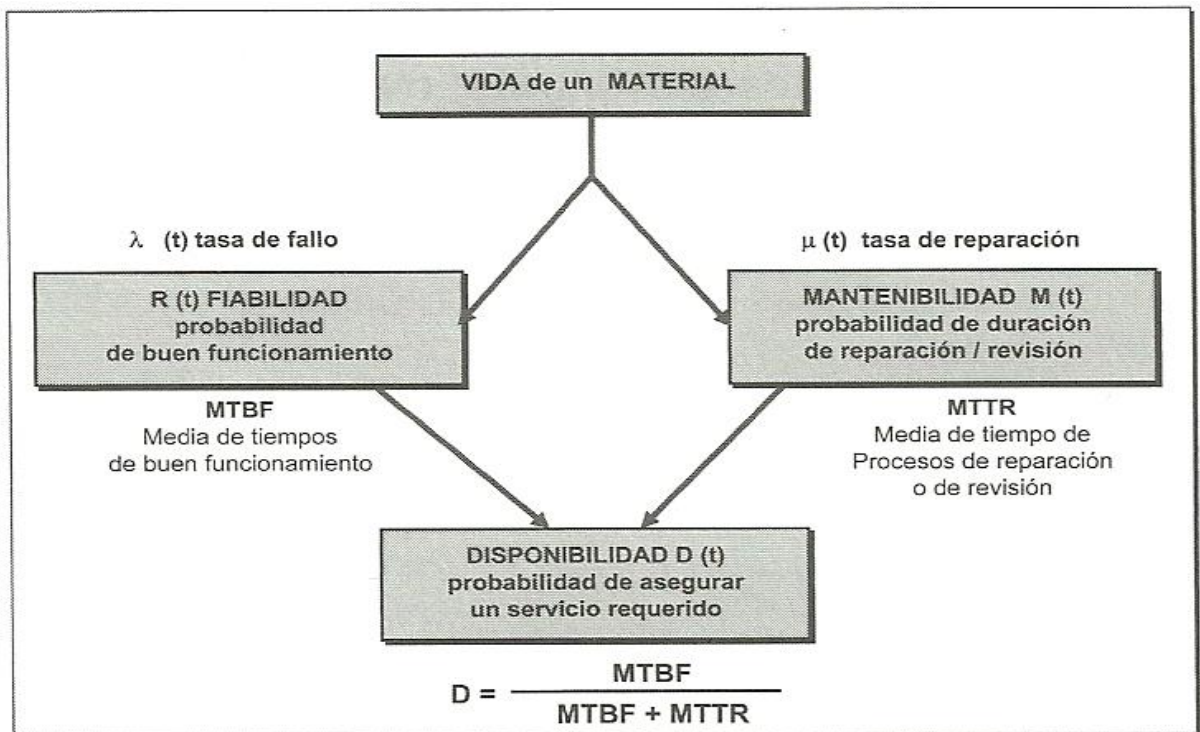 VIDA de un MATERIAL
λ (t) tasa de fallo
R (t) FIABILIDAD
probabilidad
de buen funcionamiento
MTBF
Media de tiempos
de buen funcionamiento
μ (t) tasa de reparación
MANTENIBILIDAD M (t)
probabilidad de duración
de reparación / revisión
MTTR
Media de tiempo de
Procesos de reparación
o de revisión
DISPONIBILIDAD D (t)
probabilidad de asegurar
un servicio requerido
D = MTBF
MTBF + MTTR